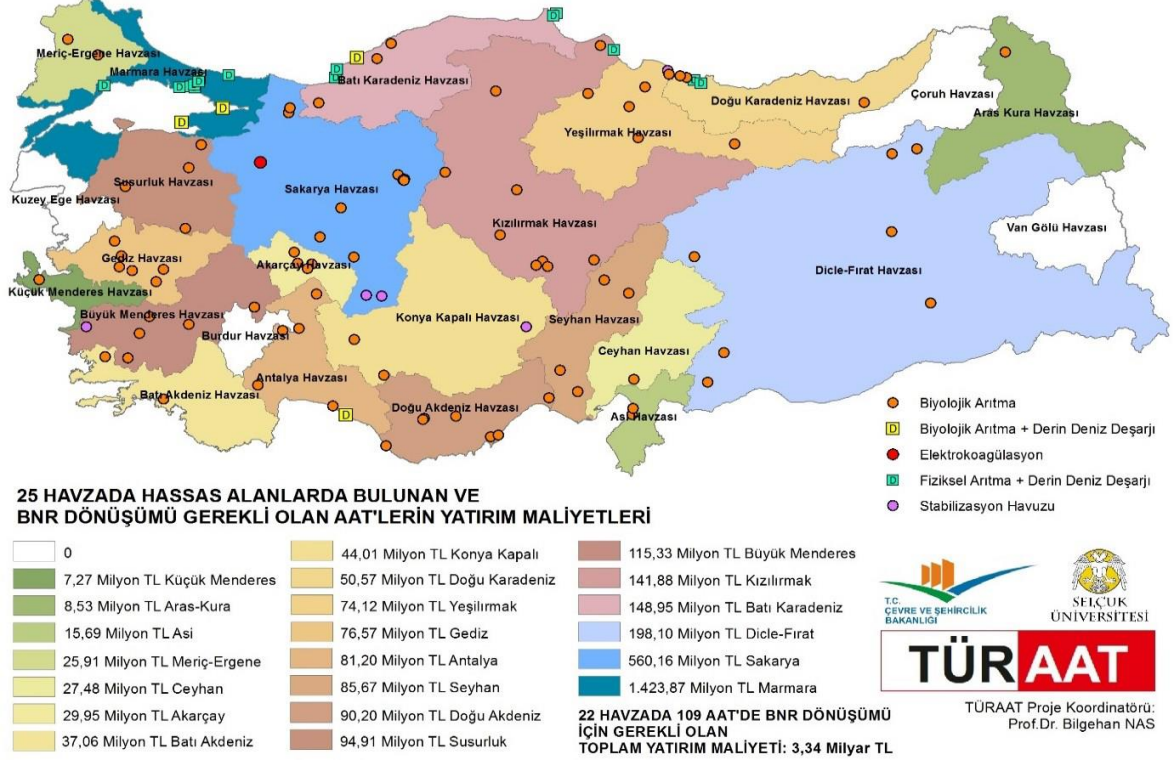 Meriç-Ergene Havzası
Marmara Havzası
Batı Karadeniz Havzası
Doğu Karadeniz Havzası
Çoruh Havzası
Aras Kura Havzası
Yeşilırmak Havzası
Susurluk Havzası
Sakarya Havzası
Kuzey Ege Havzası
Kızılırmak Havzası
Van Gölü Havzası
Gediz Havzası
Akarçay Havzası
Dicle-Fırat Havzası
Küçük Menderes Havzası
Büyük Menderes Havzası
Konya Kapalı Havzası
Seyhan Havzası
Burdur Havzası
Ceyhan Havzası
Antalya Havzası
Batı Akdeniz Havzası
Doğu Akdeniz Havzası
Asi Havzası
Biyolojik Arıtma
D Biyolojik Arıtma + Derin Deniz Deşarjı
Elektrokoagülasyon
D Fiziksel Arıtma + Derin Deniz Deşarjı
Stabilizasyon Havuzu
25 HAVZADA HASSAS ALANLARDA BULUNAN VE
BNR DÖNÜŞÜMÜ GEREKLİ OLAN AAT'LERİN YATIRIM MALİYETLERİ
0
7,27 Milyon TL Küçük Menderes
8,53 Milyon TL Aras-Kura
15,69 Milyon TL Asi
25,91 Milyon TL Meriç-Ergene
27,48 Milyon TL Ceyhan
29,95 Milyon TL Akarçay
37,06 Milyon TL Batı Akdeniz
44,01 Milyon TL Konya Kapalı
50,57 Milyon TL Doğu Karadeniz
74,12 Milyon TL Yeşilırmak
76,57 Milyon TL Gediz
81,20 Milyon TL Antalya
85,67 Milyon TL Seyhan
90,20 Milyon TL Doğu Akdeniz
94,91 Milyon TL Susurluk
115,33 Milyon TL Büyük Menderes
141,88 Milyon TL Kızılırmak
148,95 Milyon TL Batı Karadeniz
198,10 Milyon TL Dicle-Fırat
560,16 Milyon TL Sakarya
1.423,87 Milyon TL Marmara
22 HAVZADA 109 AAT'DE BNR DÖNÜŞÜMÜ
İÇİN GEREKLİ OLAN
TOPLAM YATIRIM MALİYETİ: 3,34 Milyar TL
T.C.
ÇEVRE VE ŞEHİRCİLİK
BAKANLIĞI
SELÇUK
ÜNİVERSİTESİ
TÜRAAT
TÜRAAT Proje Koordinatörü:
Prof.Dr. Bilgehan NAS